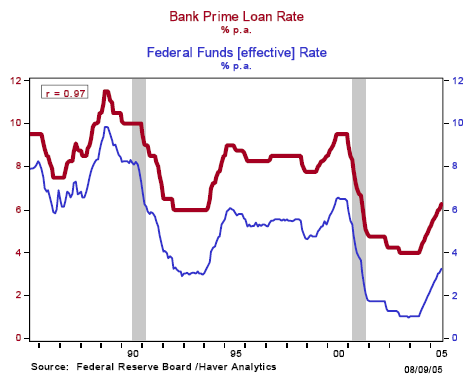 Bank Prime Loan Rate
% p.a.
Federal Funds [effective] Rate
% p.a.
12 12
r = 0.97
10 10
8 8
6 6
4 4
2 2
0 0
90 95 00 05
Source: Federal Reserve Board /Haver Analytics
08/09/05